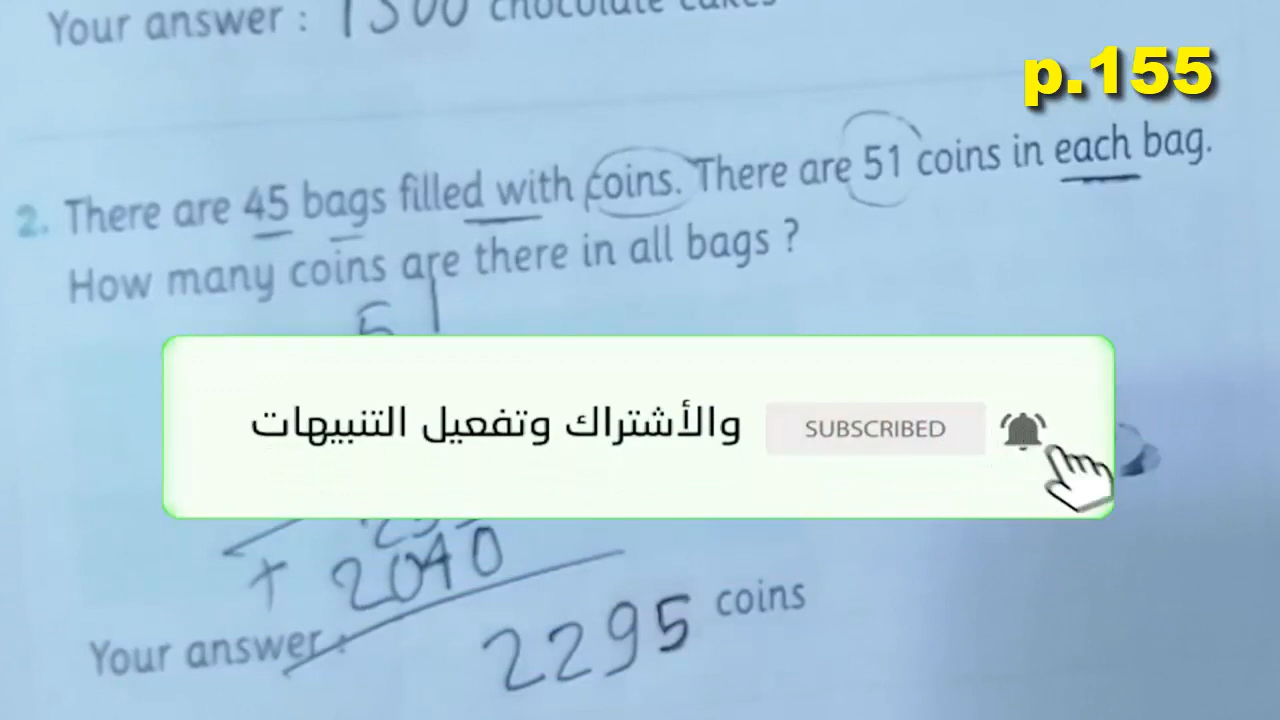 Your answer : 1500 chocolate cakes
p.155
2. There are 45 bags filled with coins. There are 51 coins in each bag.
How many coins are there in all bags ?
51
والأشتراك وتفعيل التنبيهات SUBSCRIBED
+ 2040
Your answer : 2295 coins